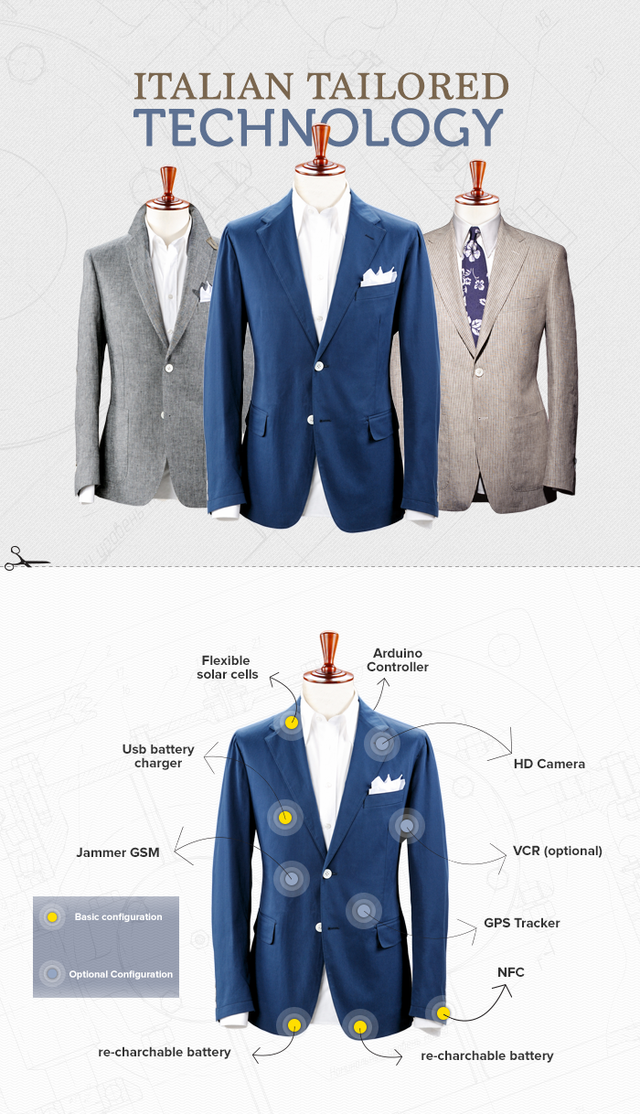 ITALIAN TAILORED
TECHNOLOGY
Flexible
solar cells
Arduino
Controller
Usb battery
charger
HD Camera
Jammer GSM
VCR (optional)
Basic configuration
GPS Tracker
Optional Configuration
NFC
re-charchable battery
re-charchable battery